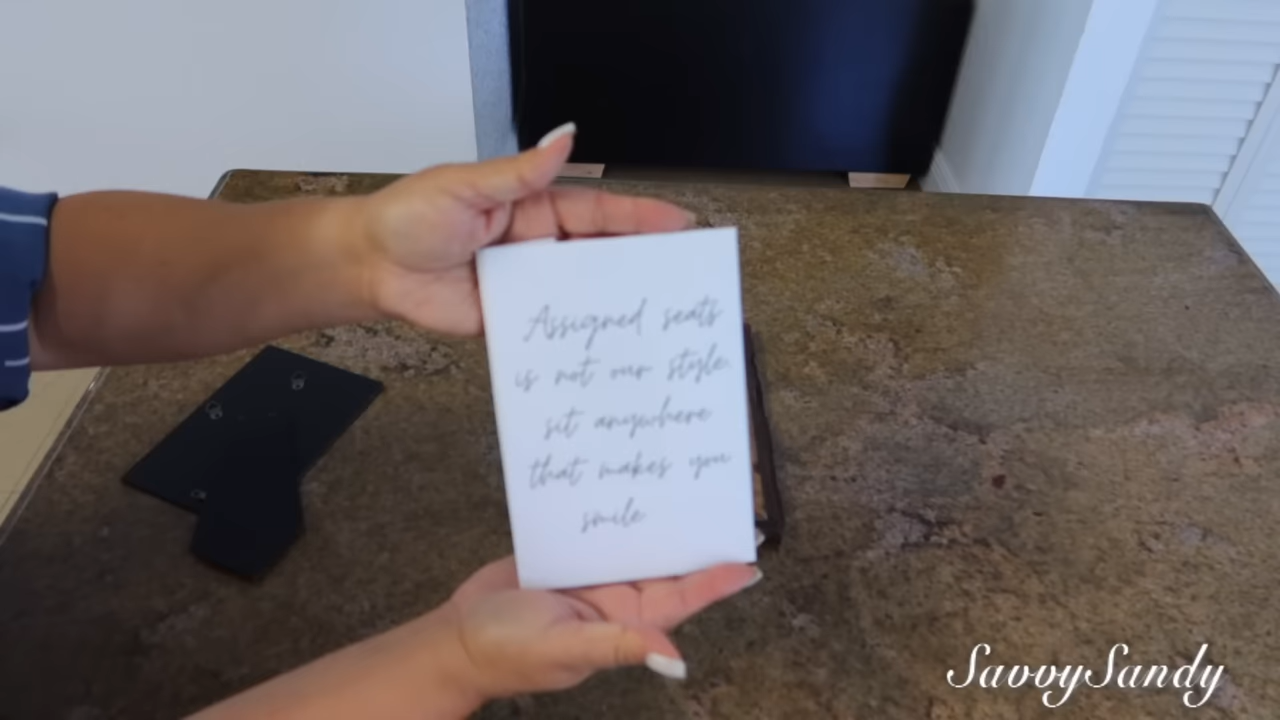 Assigned seats
is not our style.
sit anywhere
that makes you
smile
SavvySandy